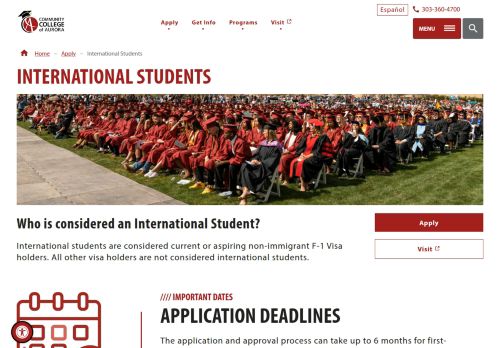 COMMUNITY
COLLEGE
of AURORA
Apply
Get Info
Programs
Visit
Español
303-360-4700
MENU
Home - Apply - International Students
INTERNATIONAL STUDENTS
Who is considered an International Student?
International students are considered current or aspiring non-immigrant F-1 Visa
holders. All other visa holders are not considered international students.
Apply
Visit
//// IMPORTANT DATES
APPLICATION DEADLINES
The application and approval process can take up to 6 months for first-